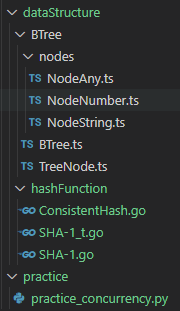 dataStructure
BTree
nodes
TS NodeAny.ts
TS NodeNumber.ts
TS NodeString.ts
TS BTree.ts
TS TreeNode.ts
hashFunction
GO ConsistentHash.go
GO SHA-1_t.go
GO SHA-1.go
practice
practice_concurrency.py